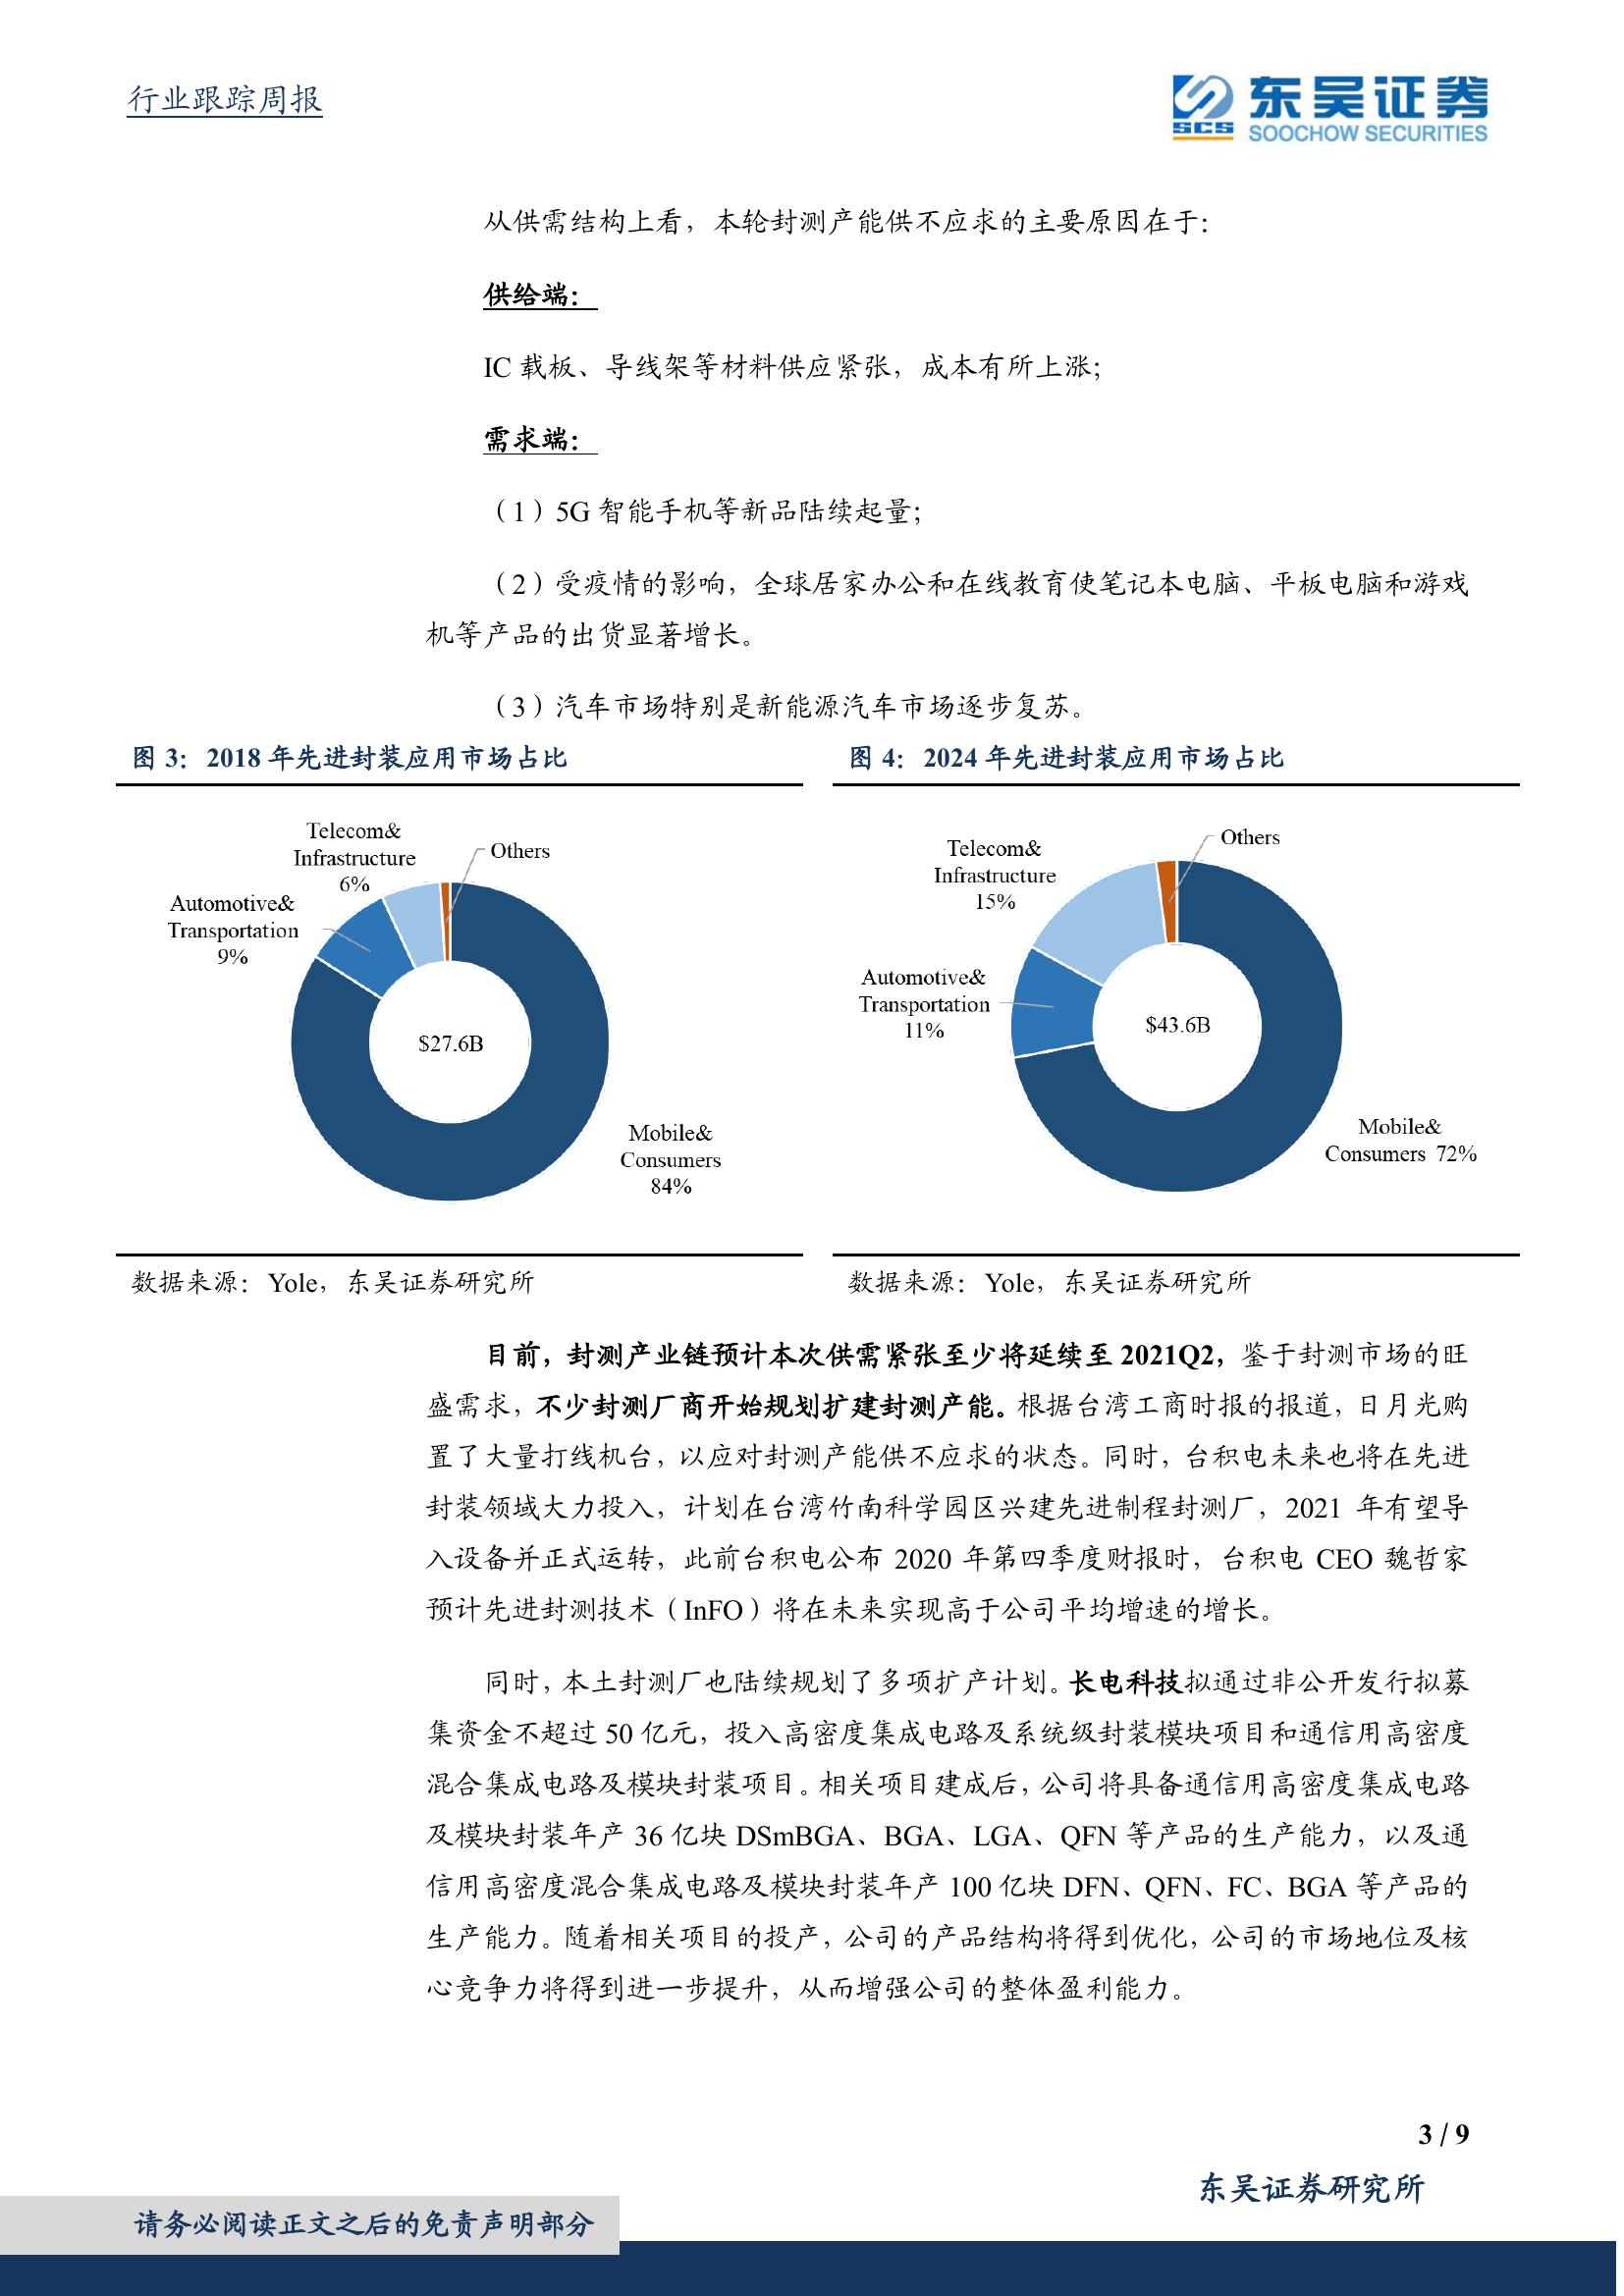 行业跟踪周报
SCS
东吴证券
SOOCHOW SECURITIES
从供需结构上看，本轮封测产能供不应求的主要原因在于：
供给端：
IC 载板、导线架等材料供应紧张，成本有所上涨；
需求端：
（1）5G 智能手机等新品陆续起量；
（2）受疫情的影响，全球居家办公和在线教育使笔记本电脑、平板电脑和游戏
机等产品的出货显著增长。
（3）汽车市场特别是新能源汽车市场逐步复苏。
图 3：2018 年先进封装应用市场占比
Telecom&
Infrastructure
6%
Others
Automotive&
Transportation
9%
$27.6B
Mobile&
Consumers
84%
数据来源：Yole，东吴证券研究所
图 4：2024 年先进封装应用市场占比
Others
Telecom&
Infrastructure
15%
Automotive&
Transportation
11%
$43.6B
Mobile&
Consumers 72%
数据来源：Yole，东吴证券研究所
目前，封测产业链预计本次供需紧张至少将延续至 2021Q2，鉴于封测市场的旺
盛需求，不少封测厂商开始规划扩建封测产能。根据台湾工商时报的报道，日月光购
置了大量打线机台，以应对封测产能供不应求的状态。同时，台积电未来也将在先进
封装领域大力投入，计划在台湾竹南科学园区兴建先进制程封测厂，2021 年有望导
入设备并正式运转，此前台积电公布 2020 年第四季度财报时，台积电 CEO 魏哲家
预计先进封测技术（InFO）将在未来实现高于公司平均增速的增长。
同时，本土封测厂也陆续规划了多项扩产计划。长电科技拟通过非公开发行拟募
集资金不超过 50 亿元，投入高密度集成电路及系统级封装模块项目和通信用高密度
混合集成电路及模块封装项目。相关项目建成后，公司将具备通信用高密度集成电路
及模块封装年产 36 亿块 DSmBGA、BGA、LGA、QFN 等产品的生产能力，以及通
信用高密度混合集成电路及模块封装年产 100 亿块 DFN、QFN、FC、BGA 等产品的
生产能力。随着相关项目的投产，公司的产品结构将得到优化，公司的市场地位及核
心竞争力将得到进一步提升，从而增强公司的整体盈利能力。
3 / 9
东吴证券研究所
请务必阅读正文之后的免责声明部分